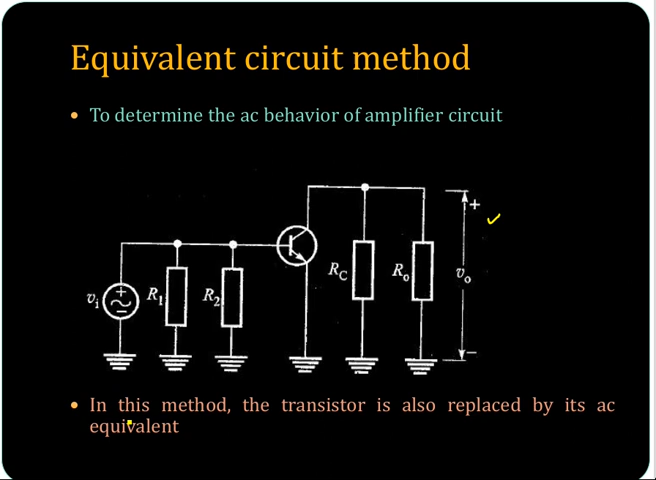 Equivalent circuit method
• To determine the ac behavior of amplifier circuit
+
v_i + − R_1 R_2 R_C R_o v_o
−
• In this method, the transistor is also replaced by its ac
equivalent